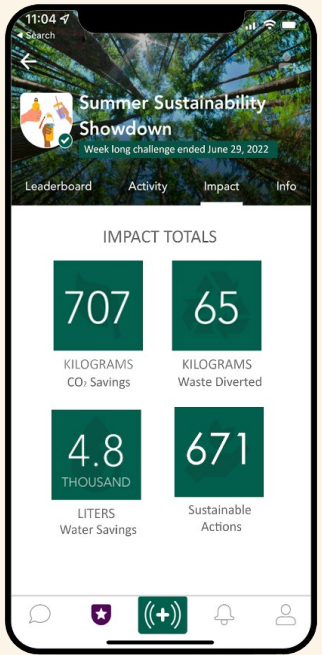 11:04
Search
Summer Sustainability
Showdown
Week long challenge ended June 29, 2022
Leaderboard Activity Impact Info
IMPACT TOTALS
707
KILOGRAMS
CO₂ Savings
65
KILOGRAMS
Waste Diverted
4.8
THOUSAND
LITERS
Water Savings
671
Sustainable
Actions